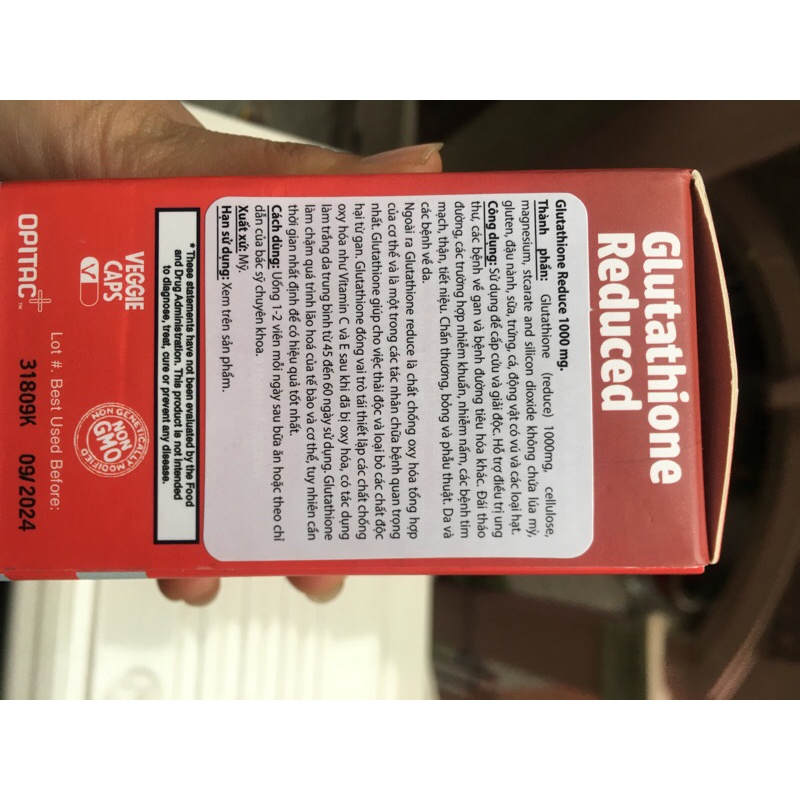 Glutathione
Reduced
Glutathione Reduce 1000 mg.
Thành phần: Glutathione (reduce) 1000mg, cellulose,
magnesium, stcarate and silicon dioxide không chứa lúa mỳ,
gluten, đậu nành, sữa, trứng, cá, động vật có vú và các loại hạt.
Công dụng: Sử dụng để cấp cứu và giải độc. Hỗ trợ điều trị ung
thư, các bệnh về gan và bệnh đường tiêu hóa khác. Đái tháo
đường, các trường hợp nhiễm khuẩn, nhiễm nấm, các bệnh tim
mạch, thận, tiết niệu. Chấn thương, bỏng và phẫu thuật. Da và
các bệnh về da.
Ngoài ra Glutathione reduce là chất chống oxy hóa tổng hợp
của cơ thể và là một trong các tác nhân chữa bệnh quan trọng
nhất. Glutathione giúp cho việc thải độc và loại bỏ các chất độc
hại từ gan. Glutathione đóng vai trò tái thiết lập các chất chống
oxy hóa như Vitamin C và E sau khi đã bị oxy hóa, có tác dụng
làm trắng da trung bình từ 45 đến 60 ngày sử dụng. Glutathione
làm chậm quá trình lão hoá của tế bào và cơ thể, tuy nhiên cần
thời gian nhất định để có hiệu quả tốt nhất.
Cách dùng: Uống 1-2 viên mỗi ngày sau bữa ăn hoặc theo chỉ
dẫn của bác sỹ chuyên khoa.
Xuất xứ: Mỹ.
Hạn sử dụng: Xem trên sản phẩm.
* These statements have not been evaluated by the Food
and Drug Administration. This product is not intended
to diagnose, treat, cure or prevent any disease.
VEGGIE
CAPS
V
NON GENETICALLY MODIFIED
NON
GMO
OPITAC™
Lot #. Best Used Before:
31809K 09/2024